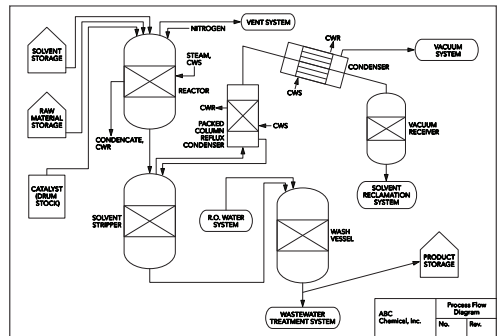 SOLVENT
STORAGE
RAW
MATERIAL
STORAGE
CATALYST
(DRUM
STOCK)
NITROGEN
VENT SYSTEM
STEAM,
CWS
REACTOR
CONDENCATE,
CWR
CWR
CONDENSER
CWS
VACUUM
SYSTEM
CWR
PACKED
COLUMN
REFLUX
CONDENSER
CWS
VACUUM
RECEIVER
SOLVENT
RECLAMATION
SYSTEM
SOLVENT
STRIPPER
R.O. WATER
SYSTEM
WASH
VESSEL
PRODUCT
STORAGE
WASTEWATER
TREATMENT SYSTEM
ABC
Chemical, Inc.
Process Flow
Diagram
No. Rev.